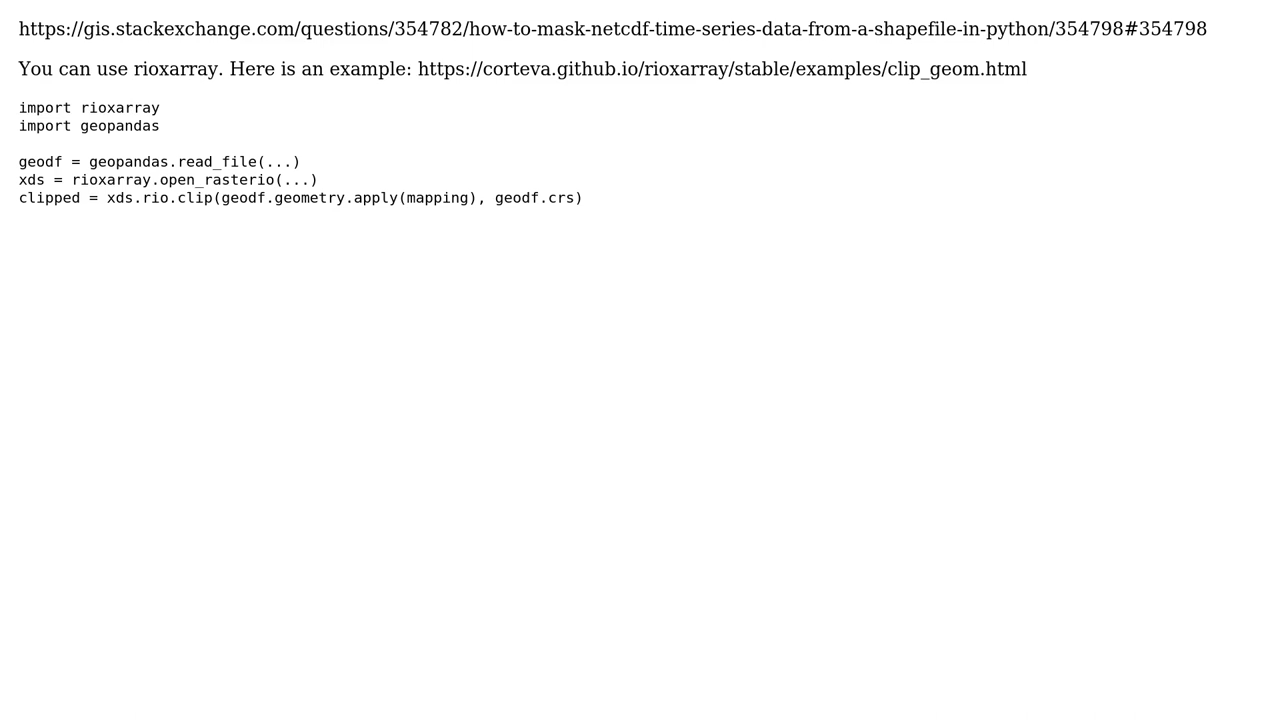 https://gis.stackexchange.com/questions/354782/how-to-mask-netcdf-time-series-data-from-a-shapefile-in-python/354798#354798
You can use rioxarray. Here is an example: https://corteva.github.io/rioxarray/stable/examples/clip_geom.html
import rioxarray
import geopandas
geodf = geopandas.read_file(...)
xds = rioxarray.open_rasterio(...)
clipped = xds.rio.clip(geodf.geometry.apply(mapping), geodf.crs)